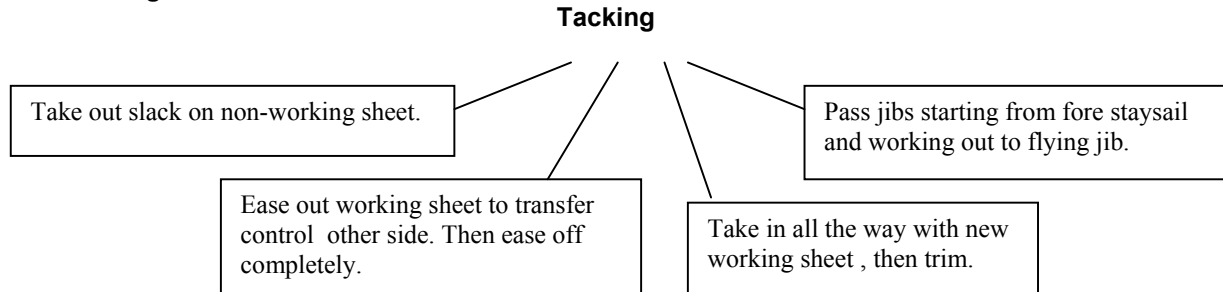 Tacking
Take out slack on non-working sheet.
Ease out working sheet to transfer
control other side. Then ease off
completely.
Take in all the way with new
working sheet , then trim.
Pass jibs starting from fore staysail
and working out to flying jib.